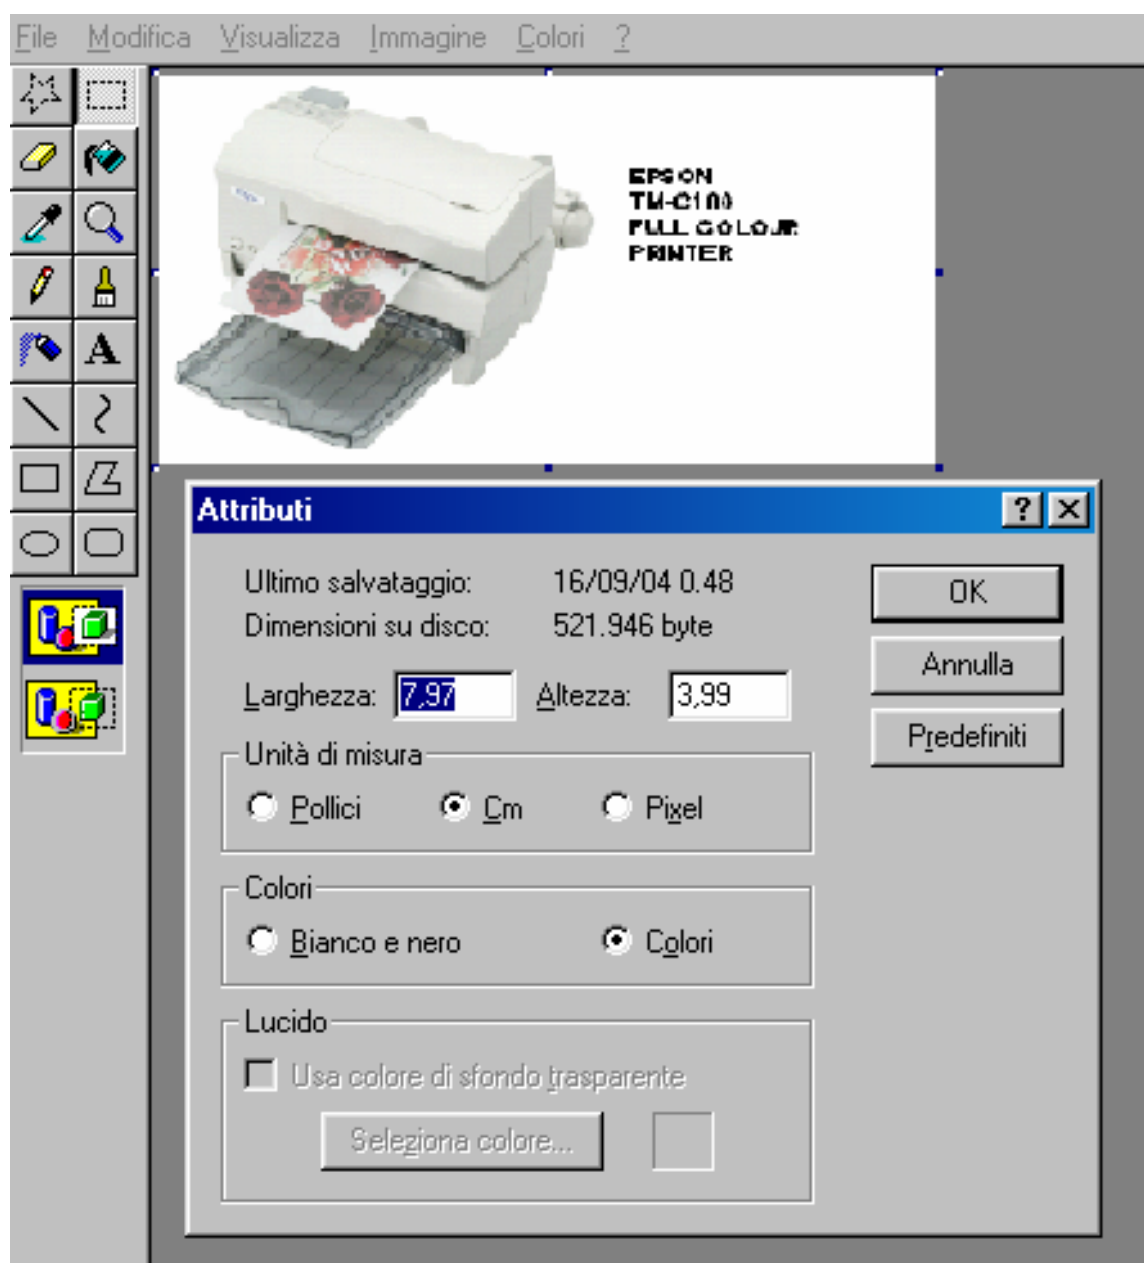 File Modifica Visualizza Immagine Colori ?
EPSON
TM-C100
FULL COLOUR
PRINTER
Attributi
Ultimo salvataggio: 16/09/04 0.48
Dimensioni su disco: 521.946 byte
Larghezza: 7,97 Altezza: 3,99
OK
Annulla
Predefiniti
Unità di misura
Pollici Cm Pixel
Colori
Bianco e nero Colori
Lucido
Usa colore di sfondo trasparente
Seleziona colore...